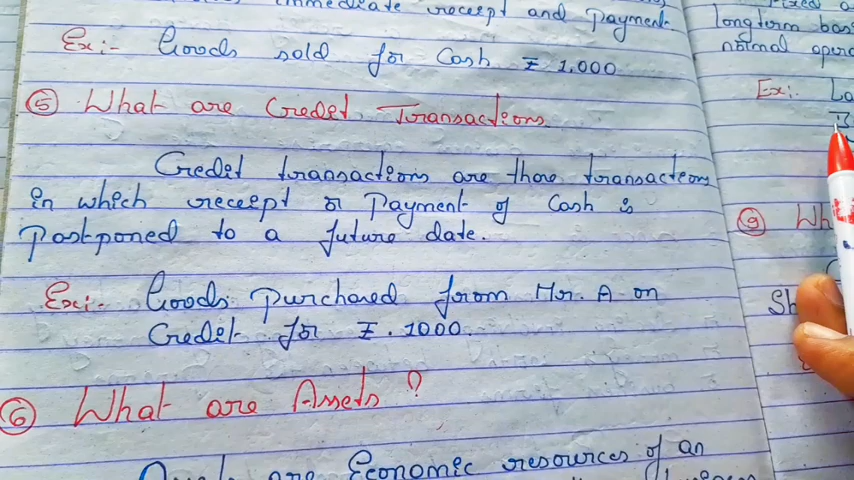 immediate receipt and Payment.
Ex:- Goods sold for Cash ₹ 1,000
⑤ What are Credit Transactions
Credit transactions are those transactions
in which receipt or Payment of Cash is
Postponed to a future date.
Ex:- Goods Purchased from Mr. A on
Credit for ₹. 1000.
⑥ What are Assets?
are Economic resources of an
long term
normal
Ex:-
⑨